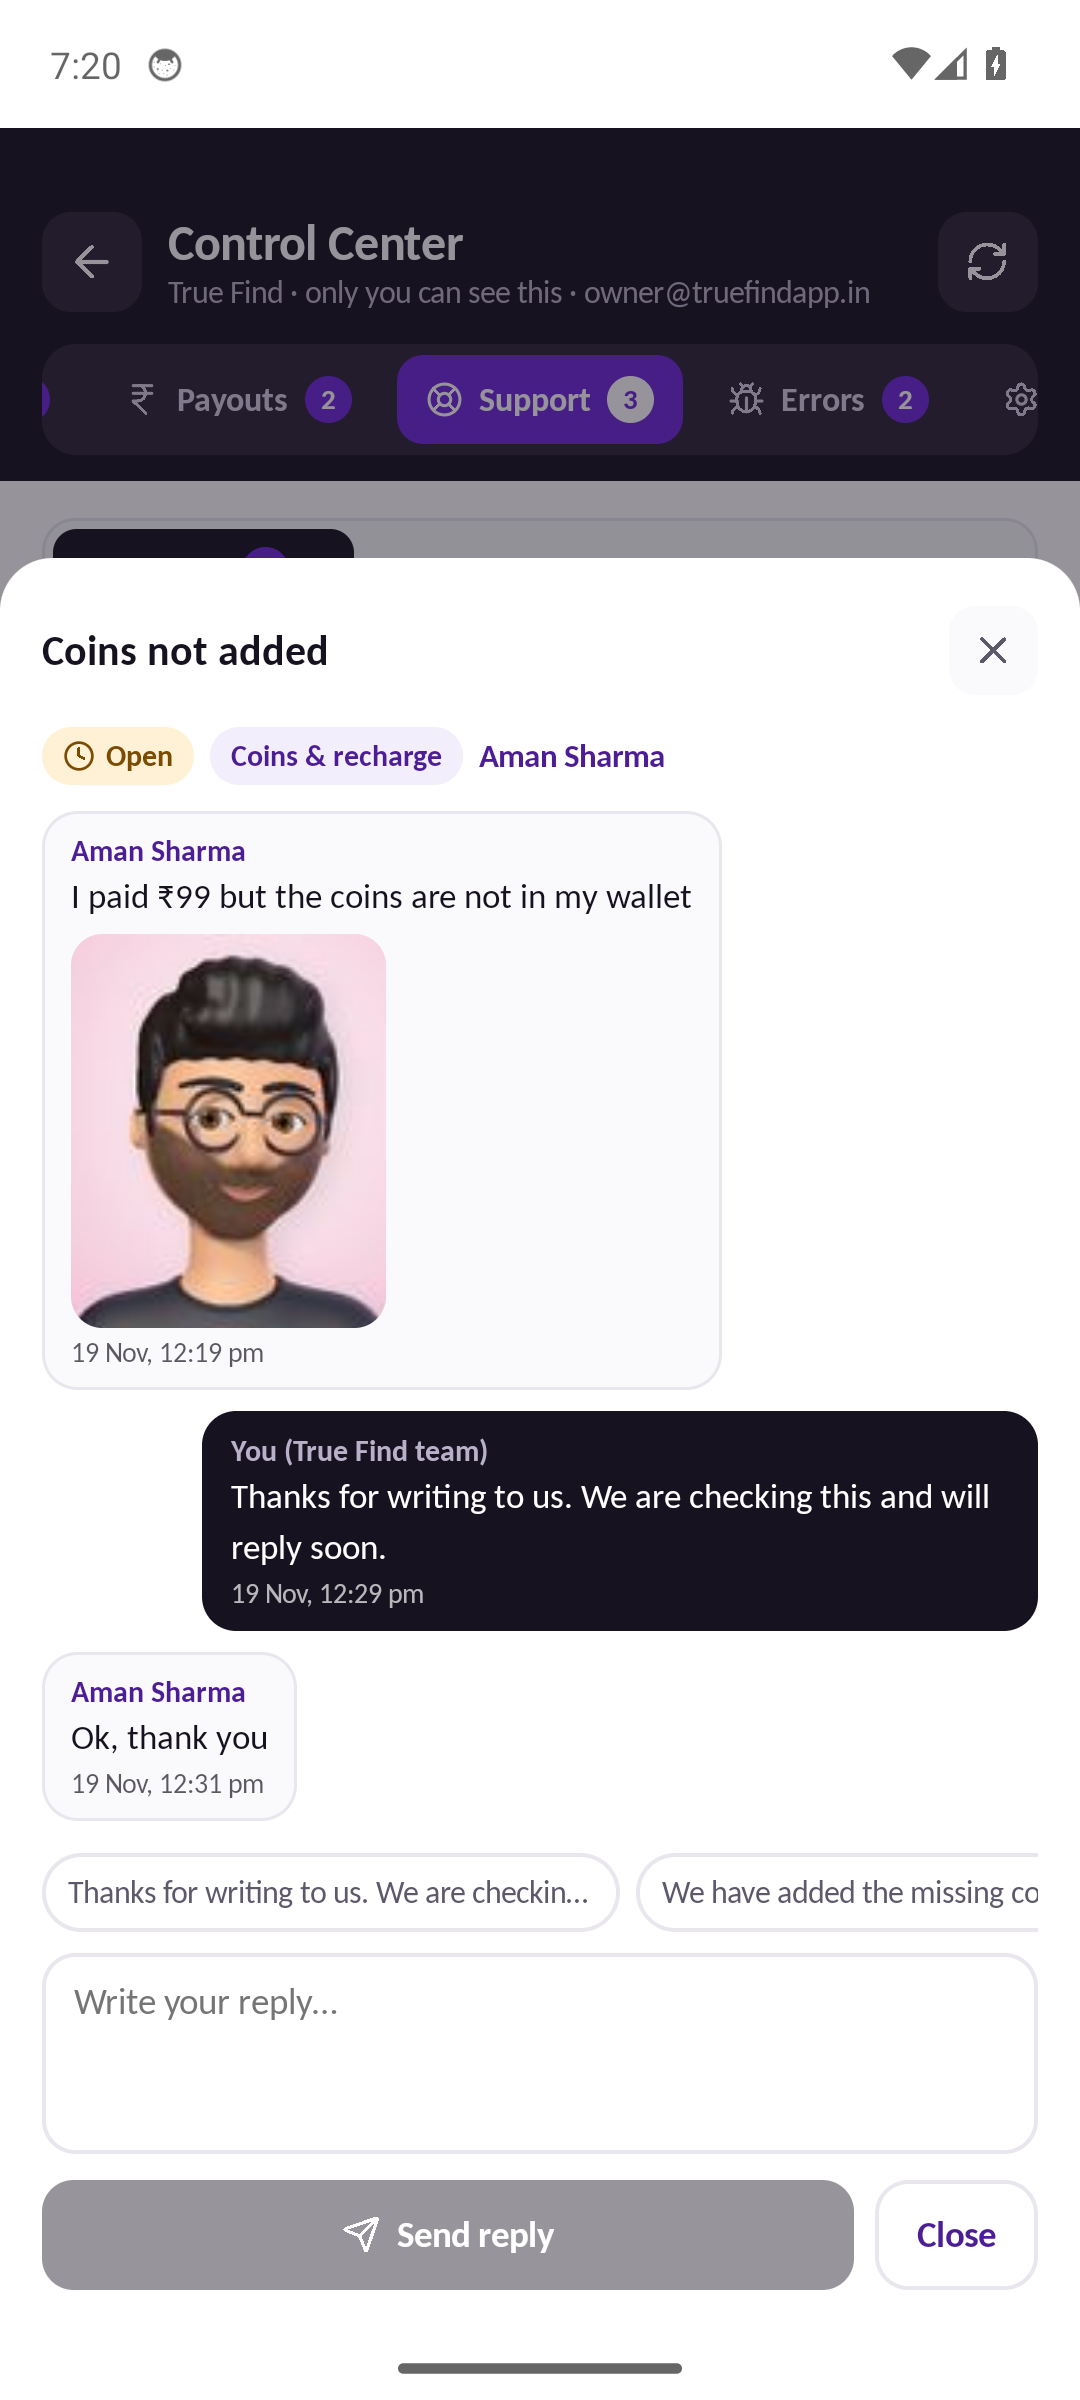 7:20
Control Center
True Find · only you can see this · owner@truefindapp.in
Payouts 2
Support 3
Errors 2
Coins not added
Open
Coins & recharge
Aman Sharma
Aman Sharma
I paid ₹99 but the coins are not in my wallet
19 Nov, 12:19 pm
You (True Find team)
Thanks for writing to us. We are checking this and will
reply soon.
19 Nov, 12:29 pm
Aman Sharma
Ok, thank you
19 Nov, 12:31 pm
Thanks for writing to us. We are checkin...
We have added the missing co
Write your reply...
Send reply
Close